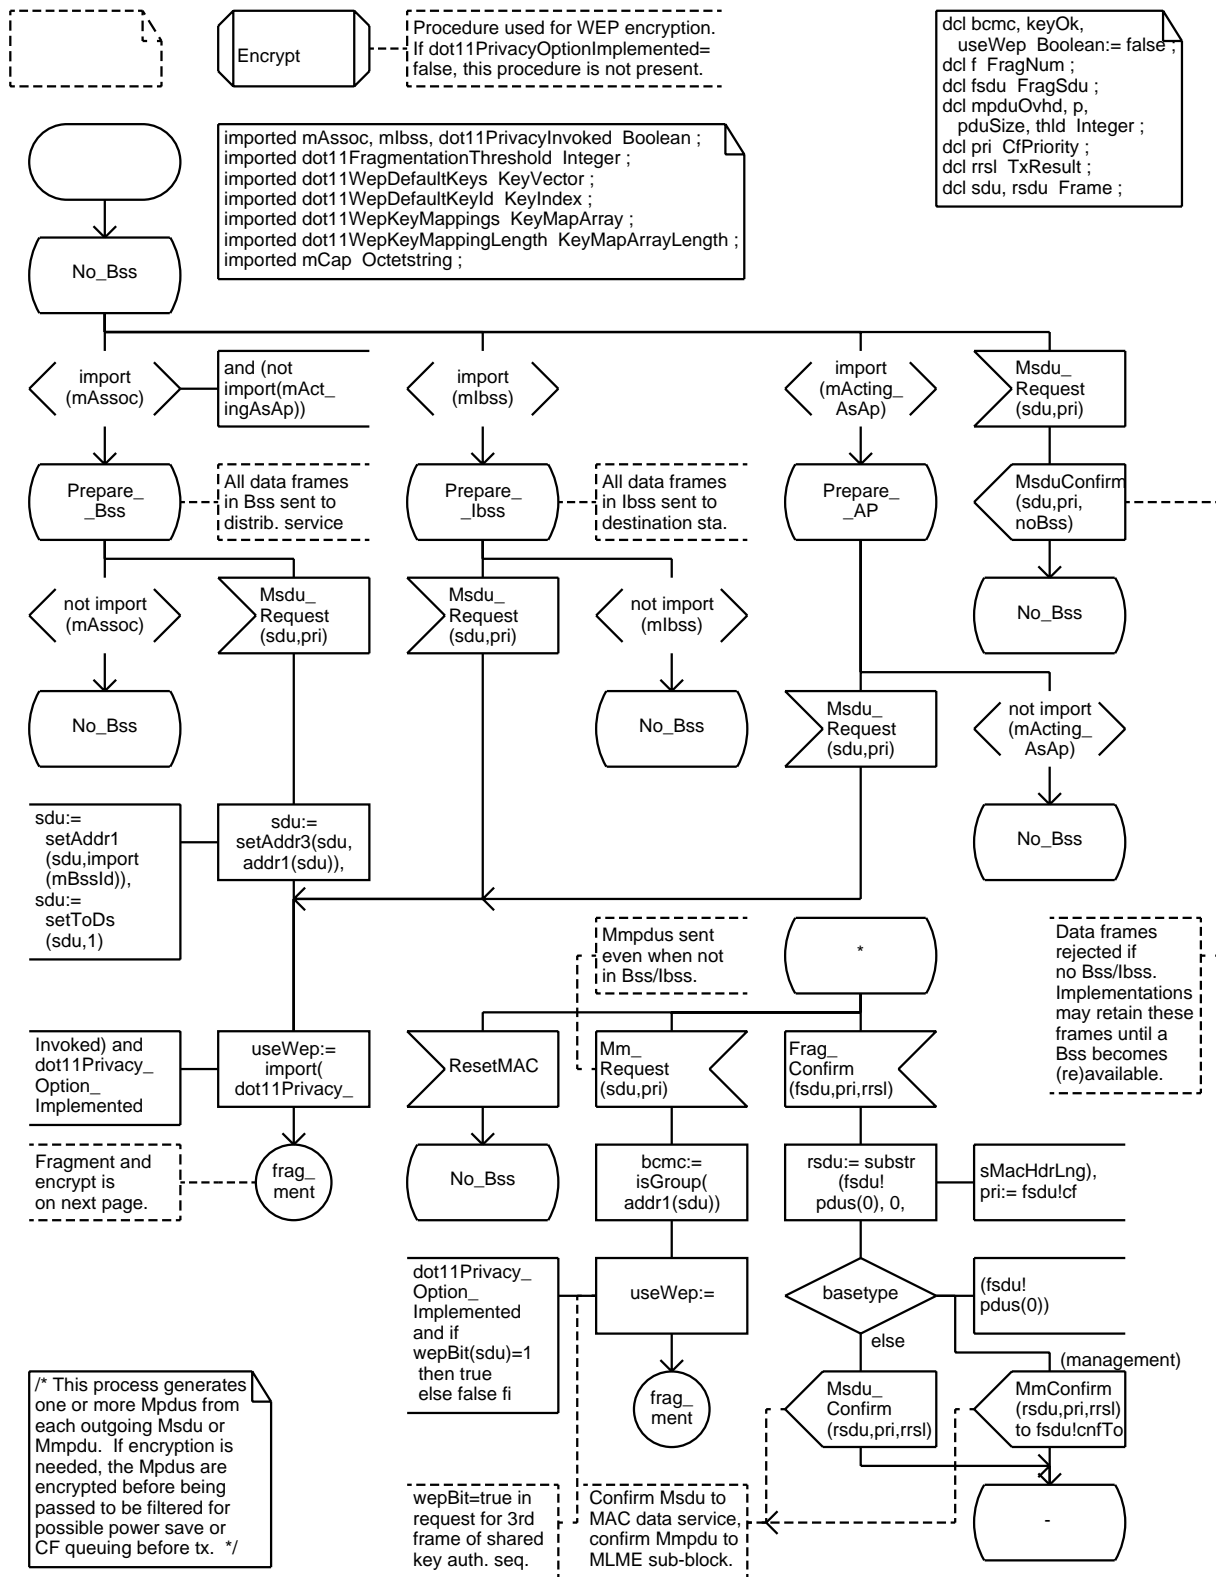 Encrypt
Procedure used for WEP encryption.
If dot11PrivacyOptionImplemented=
false, this procedure is not present.
dcl bcmc, keyOk,
useWep Boolean:= false ;
dcl f FragNum ;
dcl fsdu FragSdu ;
dcl mpduOvhd, p,
pduSize, thld Integer ;
dcl pri CfPriority ;
dcl rrsl TxResult ;
dcl sdu, rsdu Frame ;
imported mAssoc, mIbss, dot11PrivacyInvoked Boolean ;
imported dot11FragmentationThreshold Integer ;
imported dot11WepDefaultKeys KeyVector ;
imported dot11WepDefaultKeyId KeyIndex ;
imported dot11WepKeyMappings KeyMapArray ;
imported dot11WepKeyMappingLength KeyMapArrayLength ;
imported mCap Octetstring ;
No_Bss
import
(mAssoc)
and (not
import(mAct_
ingAsAp))
import
(mIbss)
import
(mActing_
AsAp)
Msdu_
Request
(sdu,pri)
Prepare_
_Bss
All data frames
in Bss sent to
distrib. service
Prepare_
_Ibss
All data frames
in Ibss sent to
destination sta.
Prepare_
_AP
MsduConfirm
(sdu,pri,
noBss)
not import
(mAssoc)
Msdu_
Request
(sdu,pri)
Msdu_
Request
(sdu,pri)
not import
(mIbss)
No_Bss
No_Bss
No_Bss
Msdu_
Request
(sdu,pri)
not import
(mActing_
AsAp)
sdu:=
setAddr1
(sdu,import
(mBssId)),
sdu:=
setToDs
(sdu,1)
sdu:=
setAddr3(sdu,
addr1(sdu)),
No_Bss
Mmpdus sent
even when not
in Bss/Ibss.
*
Data frames
rejected if
no Bss/Ibss.
Implementations
may retain these
frames until a
Bss becomes
(re)available.
Invoked) and
dot11Privacy_
Option_
Implemented
useWep:=
import(
dot11Privacy_
ResetMAC
Mm_
Request
(sdu,pri)
Frag_
Confirm
(fsdu,pri,rrsl)
Fragment and
encrypt is
on next page.
frag_
ment
No_Bss
bcmc:=
isGroup(
addr1(sdu))
rsdu:= substr
(fsdu!
pdus(0), 0,
sMacHdrLng),
pri:= fsdu!cf
dot11Privacy_
Option_
Implemented
and if
wepBit(sdu)=1
then true
else false fi
useWep:=
basetype
(fsdu!
pdus(0))
else
(management)
/* This process generates
one or more Mpdus from
each outgoing Msdu or
Mmpdu. If encryption is
needed, the Mpdus are
encrypted before being
passed to be filtered for
possible power save or
CF queuing before tx. */
frag_
ment
Msdu_
Confirm
(rsdu,pri,rrsl)
MmConfirm
(rsdu,pri,rrsl)
to fsdu!cnfTo
wepBit=true in
request for 3rd
frame of shared
key auth. seq.
Confirm Msdu to
MAC data service,
confirm Mmpdu to
MLME sub-block.
-